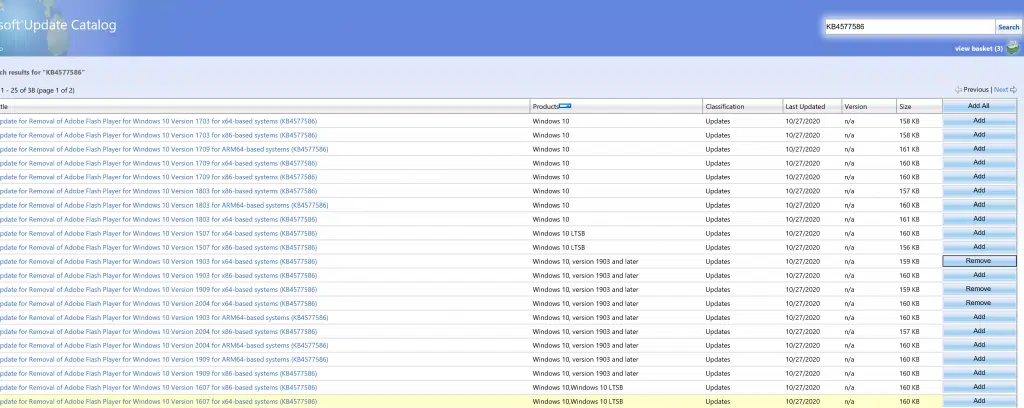 soft Update Catalog
KB4577586 Search
view basket (3)
ch results for "KB4577586"
1 - 25 of 38 (page 1 of 2) Previous | Next
tle Products Classification Last Updated Version Size Add All
pdate for Removal of Adobe Flash Player for Windows 10 Version 1703 for x64-based systems (KB4577586) Windows 10 Updates 10/27/2020 n/a 158 KB Add
pdate for Removal of Adobe Flash Player for Windows 10 Version 1703 for x86-based systems (KB4577586) Windows 10 Updates 10/27/2020 n/a 158 KB Add
pdate for Removal of Adobe Flash Player for Windows 10 Version 1709 for ARM64-based systems (KB4577586) Windows 10 Updates 10/27/2020 n/a 161 KB Add
pdate for Removal of Adobe Flash Player for Windows 10 Version 1709 for x64-based systems (KB4577586) Windows 10 Updates 10/27/2020 n/a 160 KB Add
pdate for Removal of Adobe Flash Player for Windows 10 Version 1709 for x86-based systems (KB4577586) Windows 10 Updates 10/27/2020 n/a 160 KB Add
pdate for Removal of Adobe Flash Player for Windows 10 Version 1803 for x86-based systems (KB4577586) Windows 10 Updates 10/27/2020 n/a 157 KB Add
pdate for Removal of Adobe Flash Player for Windows 10 Version 1803 for ARM64-based systems (KB4577586) Windows 10 Updates 10/27/2020 n/a 160 KB Add
pdate for Removal of Adobe Flash Player for Windows 10 Version 1803 for x64-based systems (KB4577586) Windows 10 Updates 10/27/2020 n/a 161 KB Add
pdate for Removal of Adobe Flash Player for Windows 10 Version 1507 for x64-based systems (KB4577586) Windows 10 LTSB Updates 10/27/2020 n/a 160 KB Add
pdate for Removal of Adobe Flash Player for Windows 10 Version 1507 for x86-based systems (KB4577586) Windows 10 LTSB Updates 10/27/2020 n/a 156 KB Add
pdate for Removal of Adobe Flash Player for Windows 10 Version 1903 for x64-based systems (KB4577586) Windows 10, version 1903 and later Updates 10/27/2020 n/a 159 KB Remove
pdate for Removal of Adobe Flash Player for Windows 10 Version 1903 for x86-based systems (KB4577586) Windows 10, version 1903 and later Updates 10/27/2020 n/a 160 KB Add
pdate for Removal of Adobe Flash Player for Windows 10 Version 1909 for x64-based systems (KB4577586) Windows 10, version 1903 and later Updates 10/27/2020 n/a 159 KB Remove
pdate for Removal of Adobe Flash Player for Windows 10 Version 2004 for x64-based systems (KB4577586) Windows 10, version 1903 and later Updates 10/27/2020 n/a 160 KB Remove
pdate for Removal of Adobe Flash Player for Windows 10 Version 1903 for ARM64-based systems (KB4577586) Windows 10, version 1903 and later Updates 10/27/2020 n/a 160 KB Add
pdate for Removal of Adobe Flash Player for Windows 10 Version 2004 for x86-based systems (KB4577586) Windows 10, version 1903 and later Updates 10/27/2020 n/a 157 KB Add
pdate for Removal of Adobe Flash Player for Windows 10 Version 2004 for ARM64-based systems (KB4577586) Windows 10, version 1903 and later Updates 10/27/2020 n/a 160 KB Add
pdate for Removal of Adobe Flash Player for Windows 10 Version 1909 for ARM64-based systems (KB4577586) Windows 10, version 1903 and later Updates 10/27/2020 n/a 160 KB Add
pdate for Removal of Adobe Flash Player for Windows 10 Version 1909 for x86-based systems (KB4577586) Windows 10, version 1903 and later Updates 10/27/2020 n/a 160 KB Add
pdate for Removal of Adobe Flash Player for Windows 10 Version 1607 for x86-based systems (KB4577586) Windows 10,Windows 10 LTSB Updates 10/27/2020 n/a 160 KB Add
pdate for Removal of Adobe Flash Player for Windows 10 Version 1607 for x64-based systems (KB4577586) Windows 10,Windows 10 LTSB Updates 10/27/2020 n/a 160 KB Add